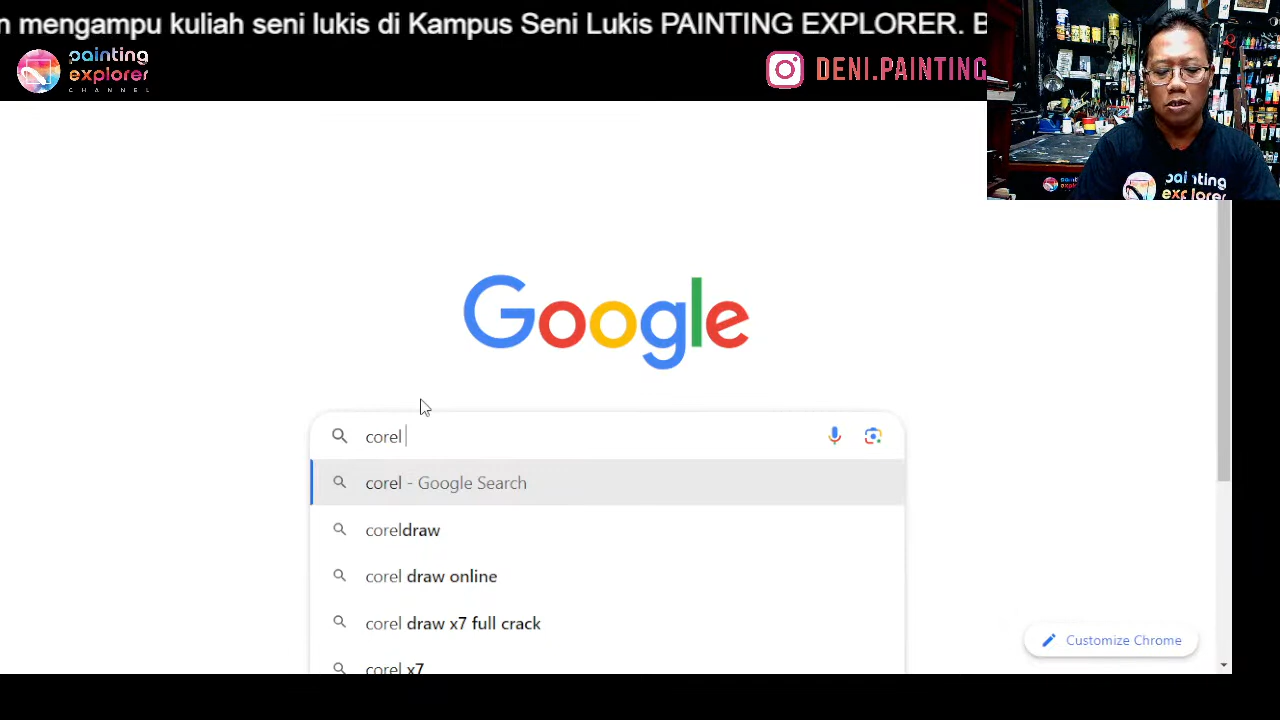 n mengampu kuliah seni lukis di Kampus Seni Lukis PAINTING EXPLORER. B
painting
explorer
CHANNEL
DENI.PAINTING
painting
explorer
Google
corel
corel - Google Search
coreldraw
corel draw online
corel draw x7 full crack
corel x7
Customize Chrome